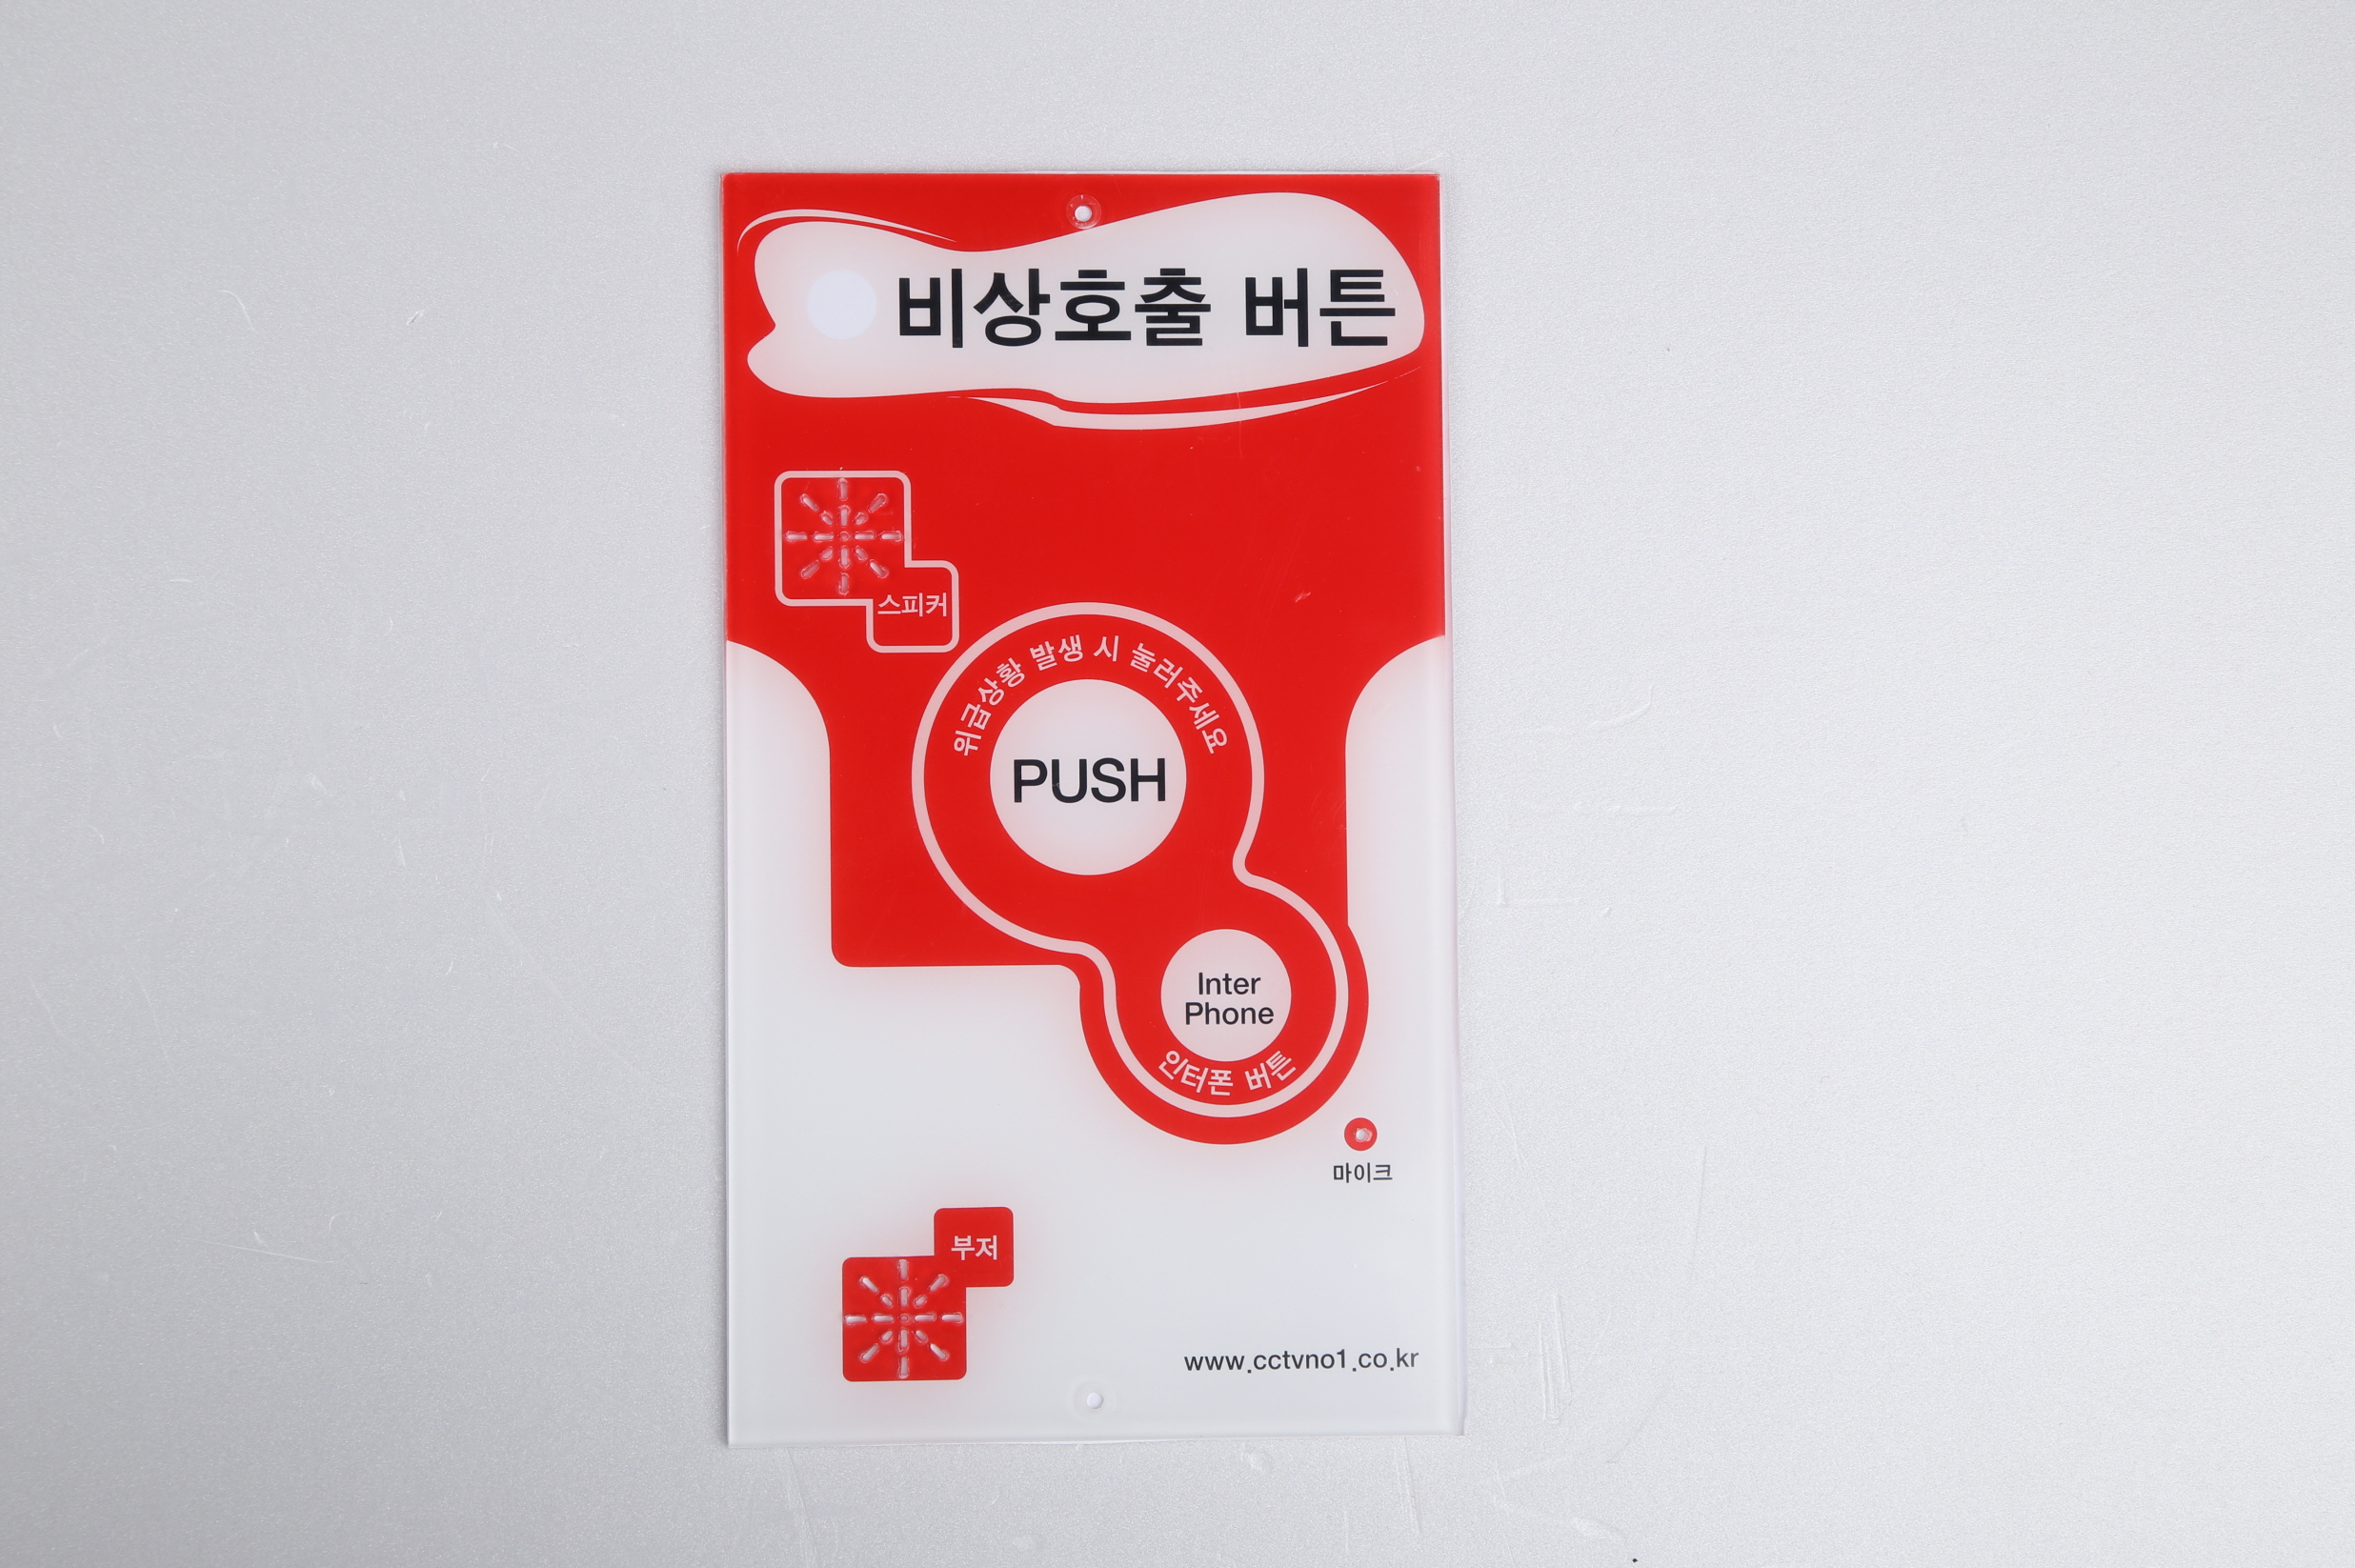 비상호출 버튼
스피커
위급상황 발생 시 눌러주세요
PUSH
Inter
Phone
인터폰 버튼
마이크
부저
www.cctvno1.co.kr